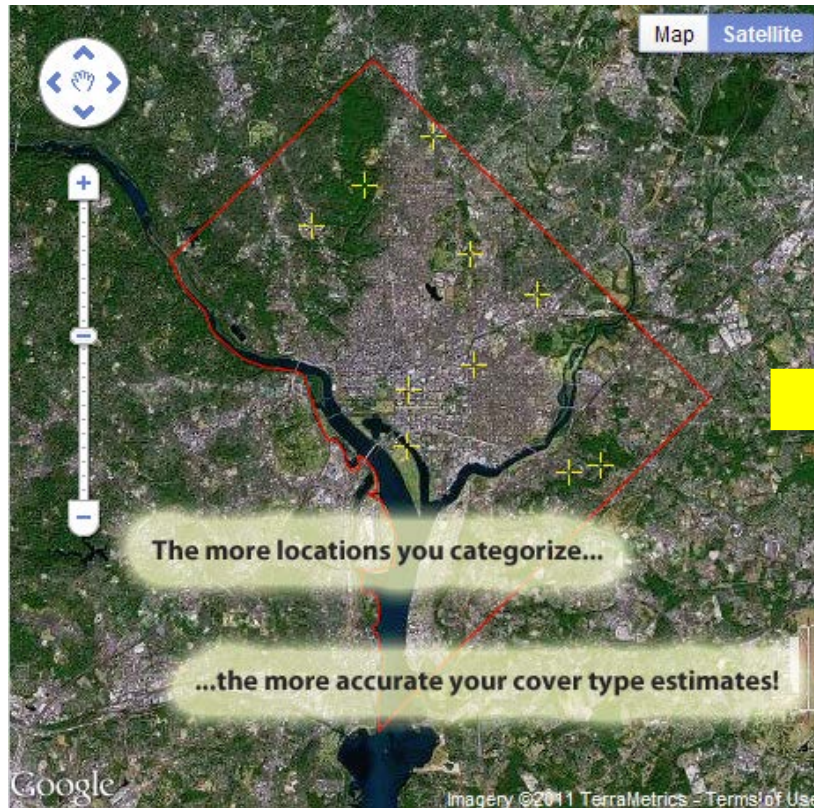 Map Satellite
The more locations you categorize...
...the more accurate your cover type estimates!
Google
Imagery ©2011 TerraMetrics - Terms of Use